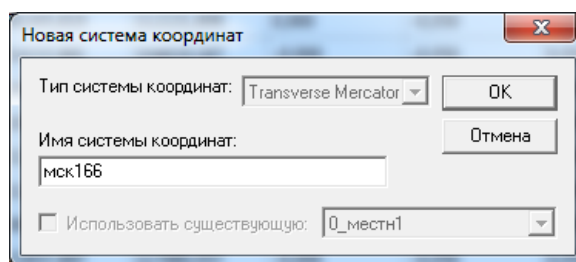 Новая система координат
Тип системы координат: Transverse Mercator OK
Имя системы координат: Отмена
мск166
Использовать существующую: 0_местн1